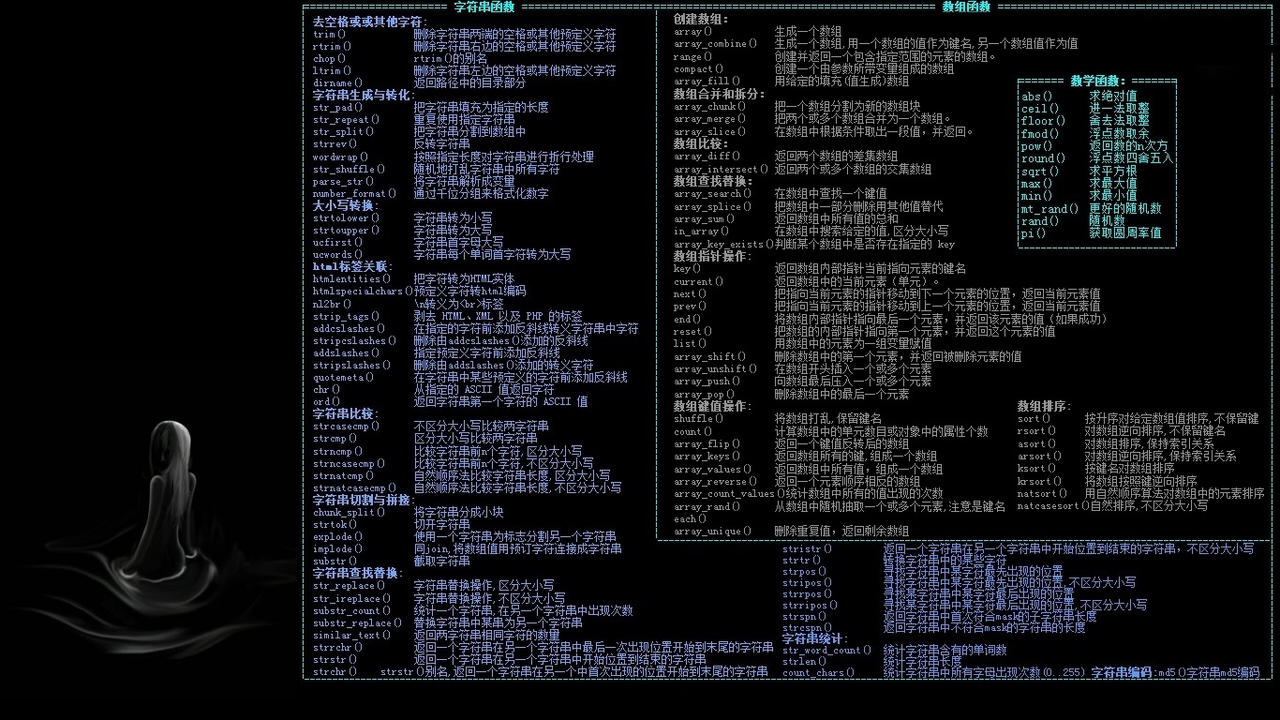 字符串函数
去空格或或其他字符:
trim() 删除字符串两端的空格或其他预定义字符
rtrim() 删除字符串右边的空格或其他预定义字符
chop() rtrim()的别名
ltrim() 删除字符串左边的空格或其他预定义字符
dirname() 返回路径中的目录部分
字符串生成与转化:
str_pad() 把字符串填充为指定的长度
str_repeat() 重复使用指定字符串
str_split() 把字符串分割到数组中
strrev() 反转字符串
wordwrap() 按照指定长度对字符串进行折行处理
str_shuffle() 随机地打乱字符串中所有字符
parse_str() 将字符串解析成变量
number_format() 通过千位分组来格式化数字
大小写转换:
strtolower() 字符串转为小写
strtoupper() 字符串转为大写
ucfirst() 字符串首字母大写
ucwords() 字符串每个单词首字符转为大写
html标签关联:
htmlentities() 把字符转为HTML实体
htmlspecialchars()预定义字符转html编码
nl2br() \n转义为<br>标签
strip_tags() 剥去 HTML、XML 以及 PHP 的标签
addcslashes() 在指定的字符前添加反斜线转义字符串中字符
stripcslashes() 删除由addcslashes()添加的反斜线
addslashes() 指定预定义字符前添加反斜线
stripslashes() 删除由addslashes()添加的转义字符
quotemeta() 在字符串中某些预定义的字符前添加反斜线
chr() 从指定的 ASCII 值返回字符
ord() 返回字符串第一个字符的 ASCII 值
字符串比较:
strcasecmp() 不区分大小写比较两字符串
strcmp() 区分大小写比较两字符串
strncmp() 比较字符串前n个字符,区分大小写
strncasecmp() 比较字符串前n个字符,不区分大小写
strnatcmp() 自然顺序法比较字符串长度,区分大小写
strnatcasecmp() 自然顺序法比较字符串长度,不区分大小写
字符串切割与拼接:
chunk_split() 将字符串分成小块
strtok() 切开字符串
explode() 使用一个字符串为标志分割另一个字符串
implode() 同join,将数组值用预订字符连接成字符串
substr() 截取字符串
字符串查找替换:
str_replace() 字符串替换操作,区分大小写
str_ireplace() 字符串替换操作,不区分大小写
substr_count() 统计一个字符串,在另一个字符串中出现次数
substr_replace() 替换字符串中某串为另一个字符串
similar_text() 返回两字符串相同字符的数量
strrchr() 返回一个字符串在另一个字符串中最后一次出现位置开始到末尾的字符串
strstr() 返回一个字符串在另一个字符串中开始位置到结束的字符串
strchr() strstr()别名,返回一个字符串在另一个中首次出现的位置开始到末尾的字符串
stristr() 返回一个字符串在另一个字符串中开始位置到结束的字符串，不区分大小写
strtr() 转换字符串中的某些字符
strpos() 寻找字符串中某字符最先出现的位置
stripos() 寻找字符串中某字符最先出现的位置,不区分大小写
strrpos() 寻找某字符串中某字符最后出现的位置
strripos() 寻找某字符串中某字符最后出现的位置,不区分大小写
strspn() 返回字符串中首次符合mask的子字符串长度
strcspn() 返回字符串中不符合mask的字符串的长度
字符串统计:
str_word_count() 统计字符串含有的单词数
strlen() 统计字符串长度
count_chars() 统计字符串中所有字母出现次数(0..255) 字符串编码:md5()字符串md5编码
数组函数
创建数组:
array() 生成一个数组
array_combine() 生成一个数组,用一个数组的值作为键名,另一个数组值作为值
range() 创建并返回一个包含指定范围的元素的数组。
compact() 创建一个由参数所带变量组成的数组
array_fill() 用给定的填充(值生成)数组
数组合并和拆分:
array_chunk() 把一个数组分割为新的数组块
array_merge() 把两个或多个数组合并为一个数组。
array_slice() 在数组中根据条件取出一段值，并返回。
数组比较:
array_diff() 返回两个数组的差集数组
array_intersect() 返回两个或多个数组的交集数组
数组查找替换:
array_search() 在数组中查找一个键值
array_splice() 把数组中一部分删除用其他值替代
array_sum() 返回数组中所有值的总和
in_array() 在数组中搜索给定的值,区分大小写
array_key_exists()判断某个数组中是否存在指定的 key
数组指针操作:
key() 返回数组内部指针当前指向元素的键名
current() 返回数组中的当前元素（单元）。
next() 把指向当前元素的指针移动到下一个元素的位置，返回当前元素值
prev() 把指向当前元素的指针移动到上一个元素的位置，返回当前元素值
end() 将数组内部指针指向最后一个元素，并返回该元素的值（如果成功）
reset() 把数组的内部指针指向第一个元素，并返回这个元素的值
list() 用数组中的元素为一组变量赋值
array_shift() 删除数组中的第一个元素，并返回被删除元素的值
array_unshift() 在数组开头插入一个或多个元素
array_push() 向数组最后压入一个或多个元素
array_pop() 删除数组中的最后一个元素
数组键值操作:
shuffle() 将数组打乱,保留键名
count() 计算数组中的单元数目或对象中的属性个数
array_flip() 返回一个键值反转后的数组
array_keys() 返回数组所有的键,组成一个数组
array_values() 返回数组中所有值，组成一个数组
array_reverse() 返回一个元素顺序相反的数组
array_count_values()统计数组中所有的值出现的次数
array_rand() 从数组中随机抽取一个或多个元素,注意是键名
each()
array_unique() 删除重复值，返回剩余数组
数组排序:
sort() 按升序对给定数组值排序,不保留键
rsort() 对数组逆向排序,不保留键名
asort() 对数组排序,保持索引关系
arsort() 对数组逆向排序,保持索引关系
ksort() 按键名对数组排序
krsort() 将数组按照键逆向排序
natsort() 用自然顺序算法对数组中的元素排序
natcasesort()自然排序,不区分大小写
数学函数:
abs() 求绝对值
ceil() 进一法取整
floor() 舍去法取整
fmod() 浮点数取余
pow() 返回数的n次方
round() 浮点数四舍五入
sqrt() 求平方根
max() 求最大值
min() 求最小值
mt_rand() 更好的随机数
rand() 随机数
pi() 获取圆周率值